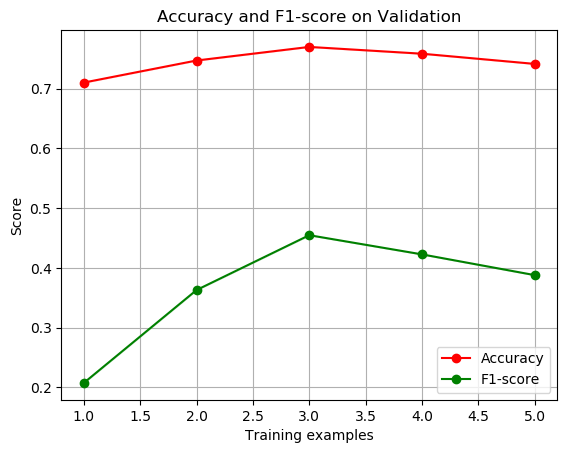 Accuracy and F1-score on Validation
Score
0.7
0.6
0.5
0.4
0.3
0.2
Accuracy
F1-score
1.0 1.5 2.0 2.5 3.0 3.5 4.0 4.5 5.0
Training examples